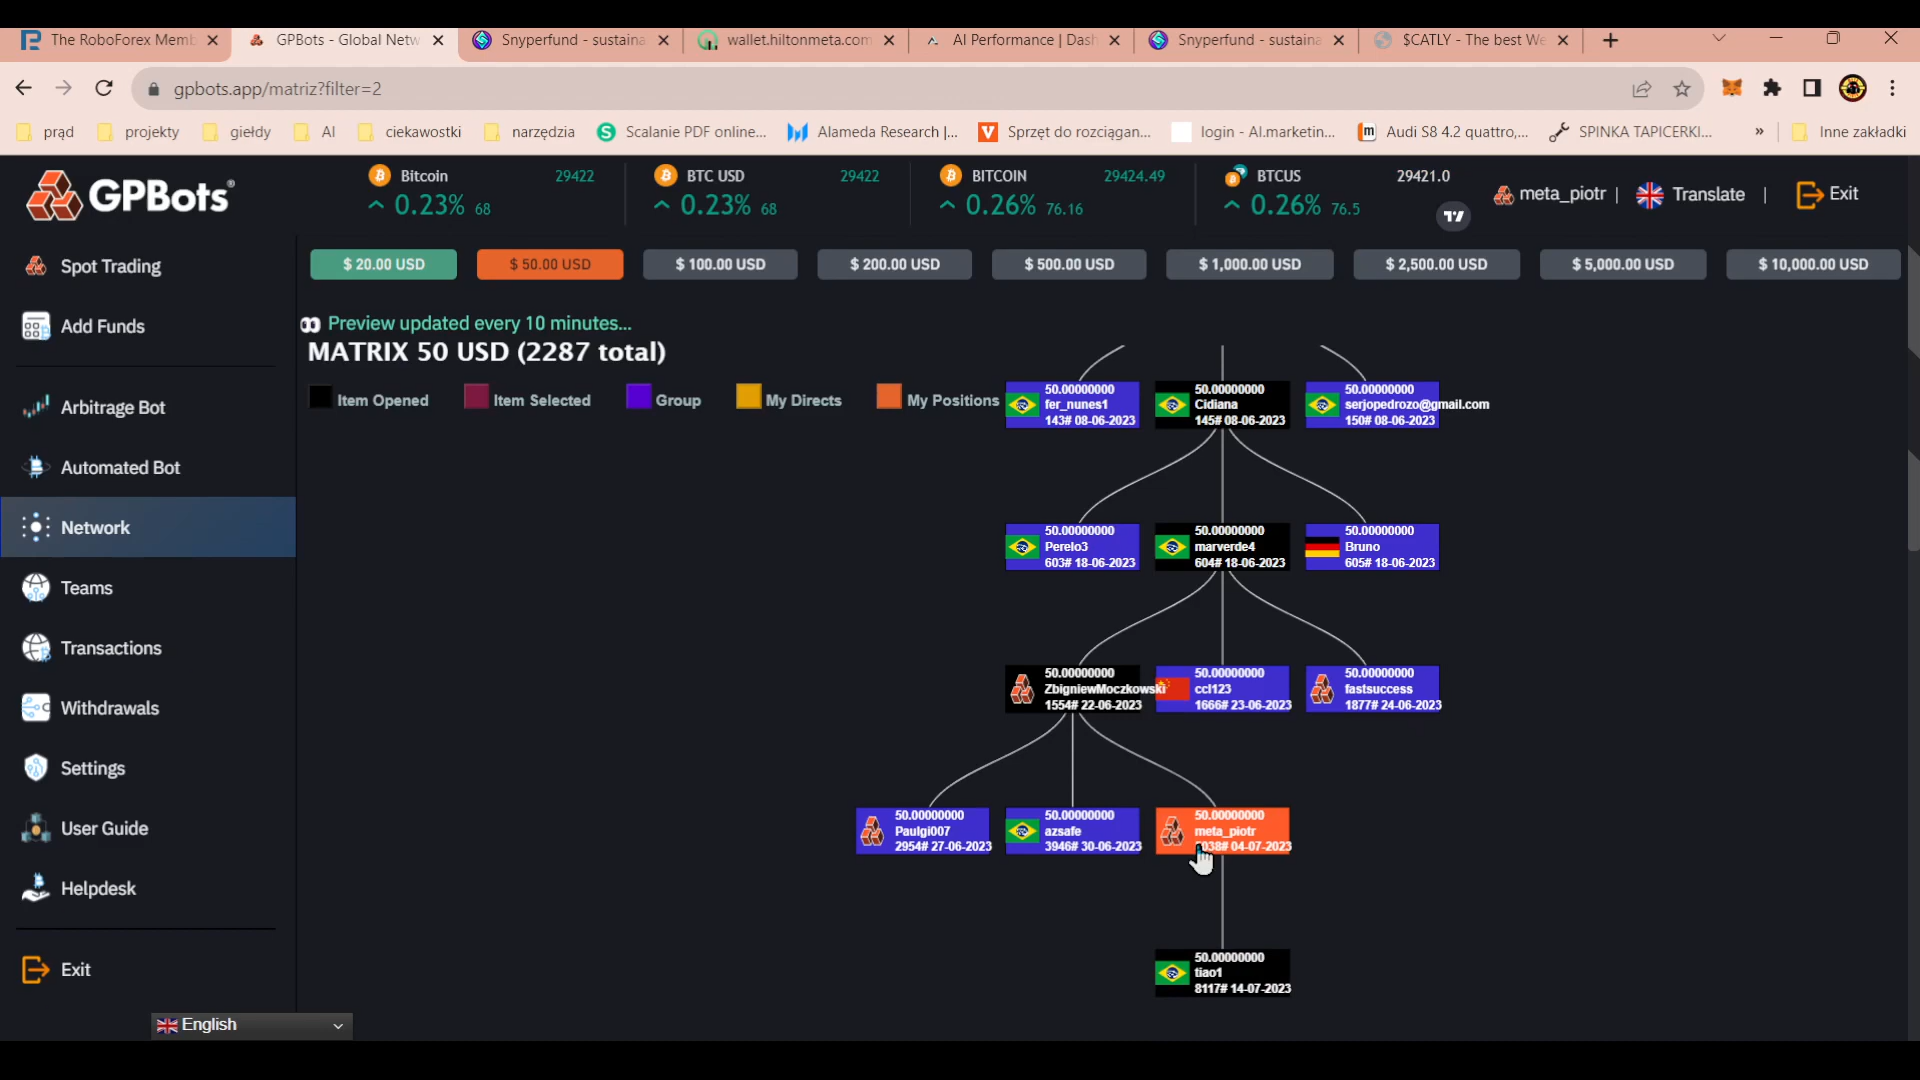 The RoboForex Memb
GPBots - Global Netw
Snyperfund - sustaina
wallet.hiltonmeta.com
AI Performance | Dash
Snyperfund - sustaina
$CATLY - The best We
gpbots.app/matriz?filter=2
prąd
projekty
giełdy
AI
ciekawostki
narzędzia
Scalanie PDF online...
Alameda Research |...
Sprzęt do rozciągan...
login - AI.marketin...
Audi S8 4.2 quattro,...
SPINKA TAPICERKI...
»
Inne zakładki
GPBots®
Bitcoin 29422
0.23% 68
BTC USD 29422
0.23% 68
BITCOIN 29424.49
0.26% 76.16
BTCUS 29421.0
0.26% 76.5
meta_piotr |
Translate |
Exit
$ 20.00 USD
$ 50.00 USD
$ 100.00 USD
$ 200.00 USD
$ 500.00 USD
$ 1,000.00 USD
$ 2,500.00 USD
$ 5,000.00 USD
$ 10,000.00 USD
Spot Trading
Add Funds
Arbitrage Bot
Automated Bot
Network
Teams
Transactions
Withdrawals
Settings
User Guide
Helpdesk
Exit
English
Preview updated every 10 minutes...
MATRIX 50 USD (2287 total)
Item Opened
Item Selected
Group
My Directs
My Positions
50.00000000
fer_nunes1
143# 08-06-2023
50.00000000
Cidiana
145# 08-06-2023
50.00000000
serjopedrozo@gmail.com
150# 08-06-2023
50.00000000
Perelo3
603# 18-06-2023
50.00000000
marverde4
604# 18-06-2023
50.00000000
Bruno
605# 18-06-2023
50.00000000
ZbigniewMoczkowski
1554# 22-06-2023
50.00000000
ccl123
1666# 23-06-2023
50.00000000
fastsuccess
1877# 24-06-2023
50.00000000
Paulgi007
2954# 27-06-2023
50.00000000
azsafe
3946# 30-06-2023
50.00000000
meta_piotr
04-07-2023
50.00000000
tiao1
8117# 14-07-2023